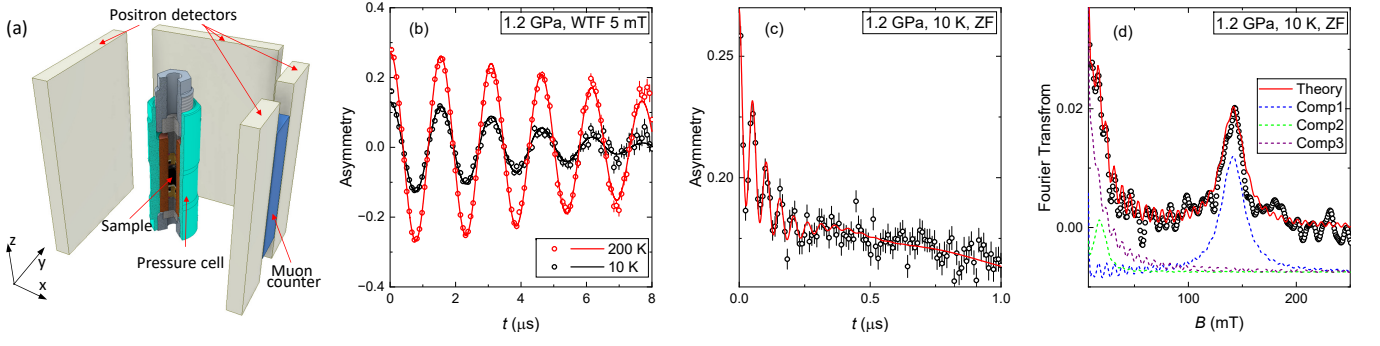 (a)
Positron detectors
Sample
Pressure cell
Muon
counter
z
y
x
(b)
1.2 GPa, WTF 5 mT
Asymmetry
0.4
0.2
0.0
−0.2
−0.4
200 K
10 K
0
2
4
6
8
t (μs)
(c)
1.2 GPa, 10 K, ZF
Asymmetry
0.25
0.20
0.0
0.5
1.0
t (μs)
(d)
1.2 GPa, 10 K, ZF
Fourier Transfrom
0.02
0.00
Theory
Comp1
Comp2
Comp3
100
200
B (mT)